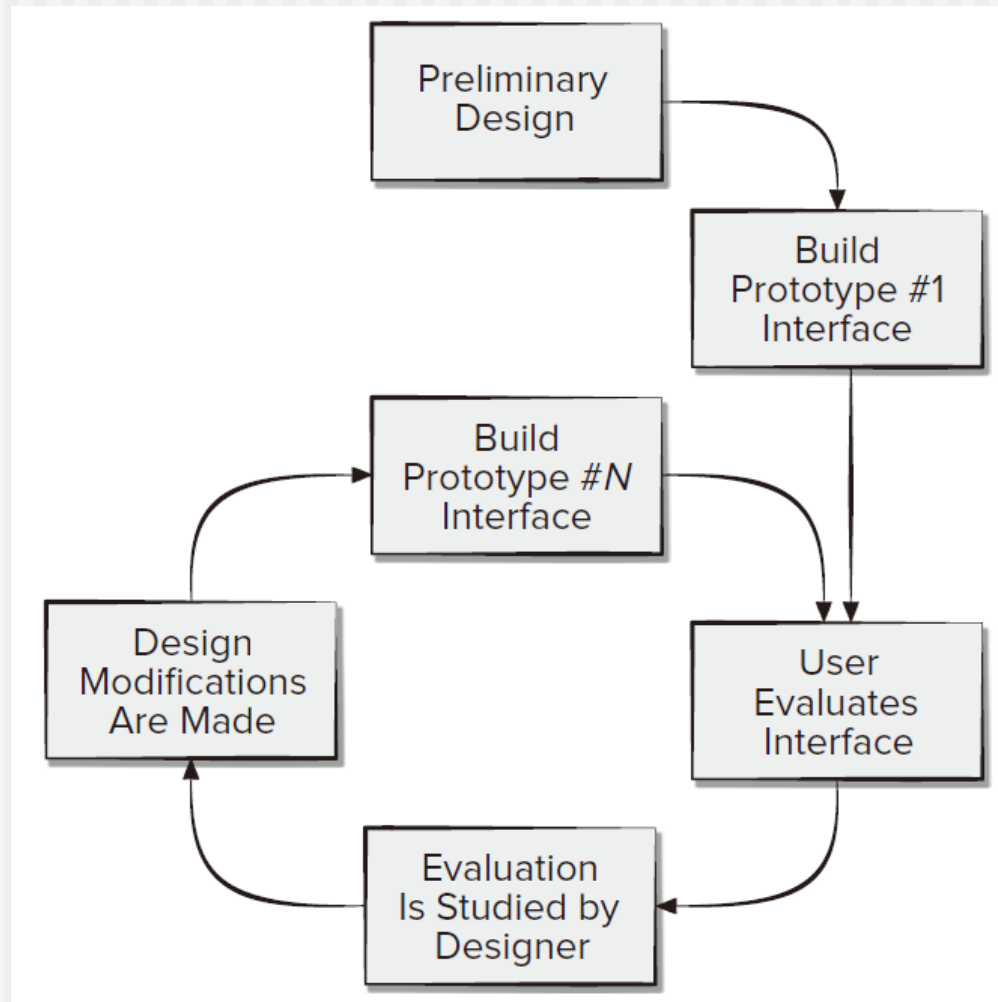 Preliminary
Design
Build
Prototype #1
Interface
Build
Prototype #N
Interface
Design
Modifications
Are Made
User
Evaluates
Interface
Evaluation
Is Studied by
Designer